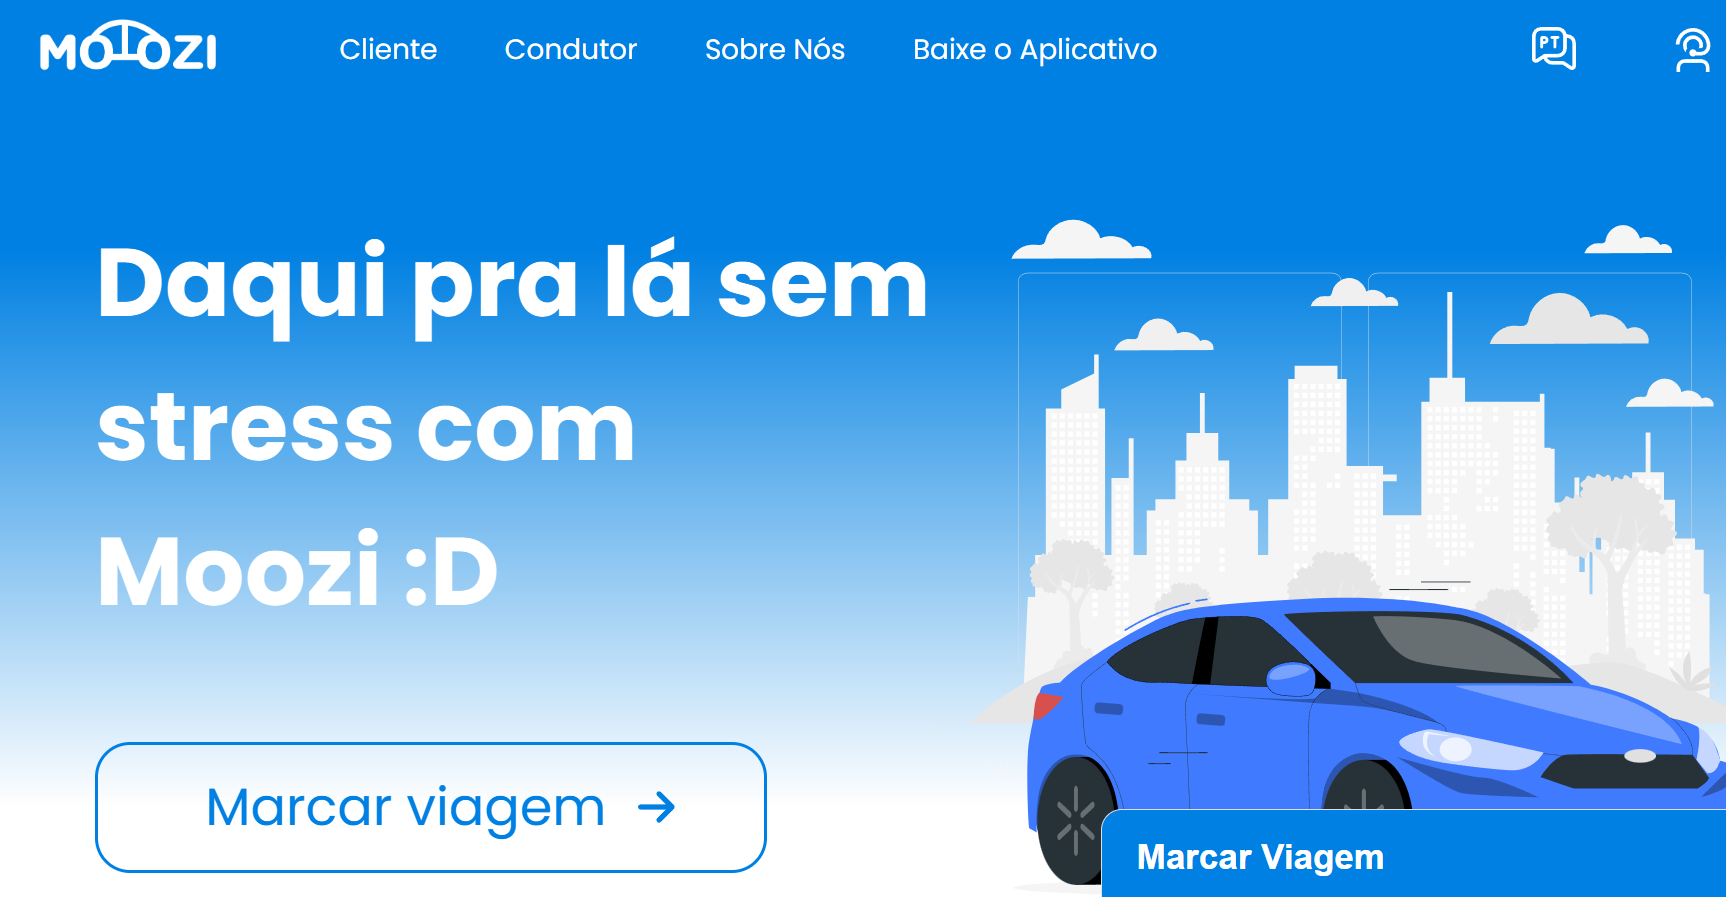 MOOZI
Cliente
Condutor
Sobre Nós
Baixe o Aplicativo
PT
Daqui pra lá sem
stress com
Moozi :D
Marcar viagem →
Marcar Viagem